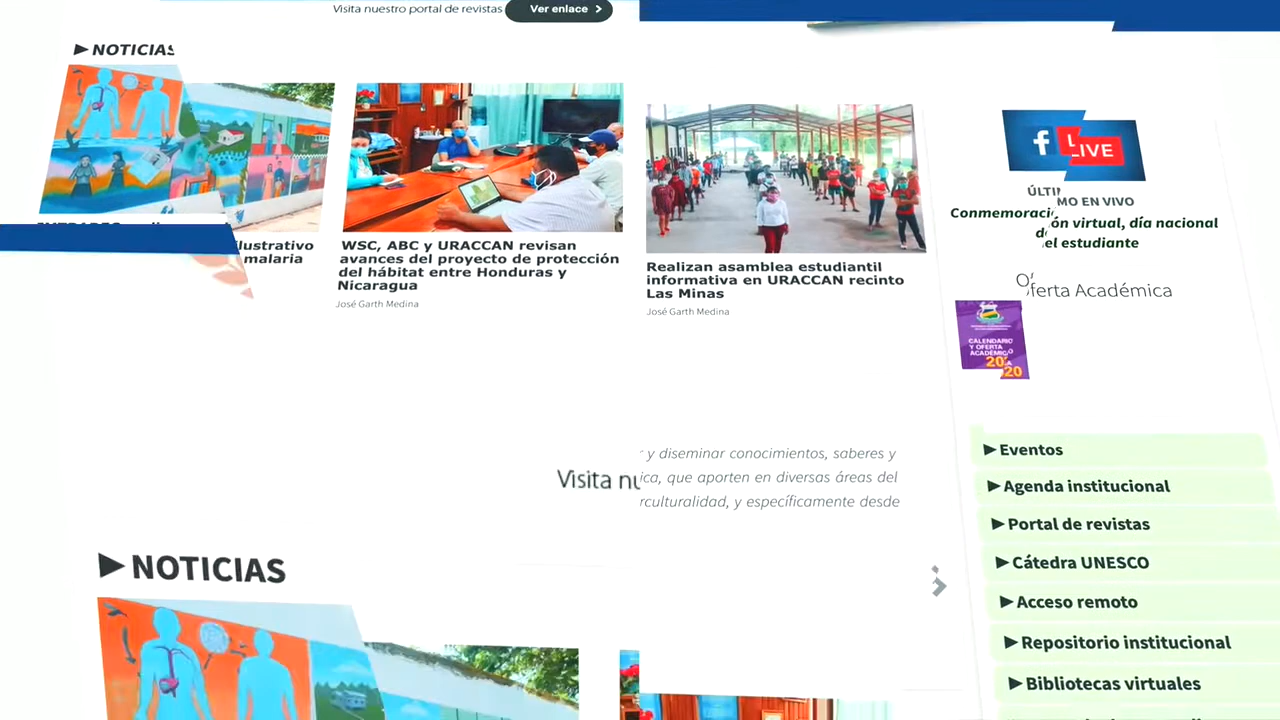 Visita nuestro portal de revistas
Ver enlace
NOTICIAS
ilustrativo
malaria
WSC, ABC y URACCAN revisan
avances del proyecto de protección
del hábitat entre Honduras y
Nicaragua
José Garth Medina
Realizan asamblea estudiantil
informativa en URACCAN recinto
Las Minas
José Garth Medina
f LIVE
ÚLTIMO EN VIVO
Conmemoración virtual, día nacional
del estudiante
Oferta Académica
CALENDARIO
Y OFERTA
ACADÉMICA
2020
Visita nu
y diseminar conocimientos, saberes y
ica, que aporten en diversas áreas del
rculturalidad, y específicamente desde
NOTICIAS
Eventos
Agenda institucional
Portal de revistas
Cátedra UNESCO
Acceso remoto
Repositorio institucional
Bibliotecas virtuales